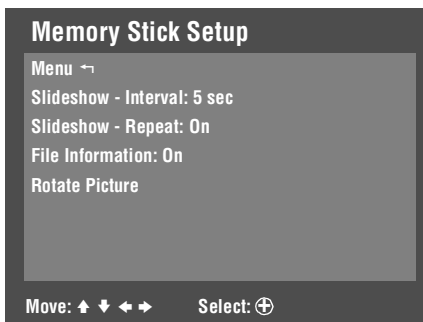 Memory Stick Setup
Menu ↰
Slideshow - Interval: 5 sec
Slideshow - Repeat: On
File Information: On
Rotate Picture
Move: ↑ ↓ ← → Select: ⊕